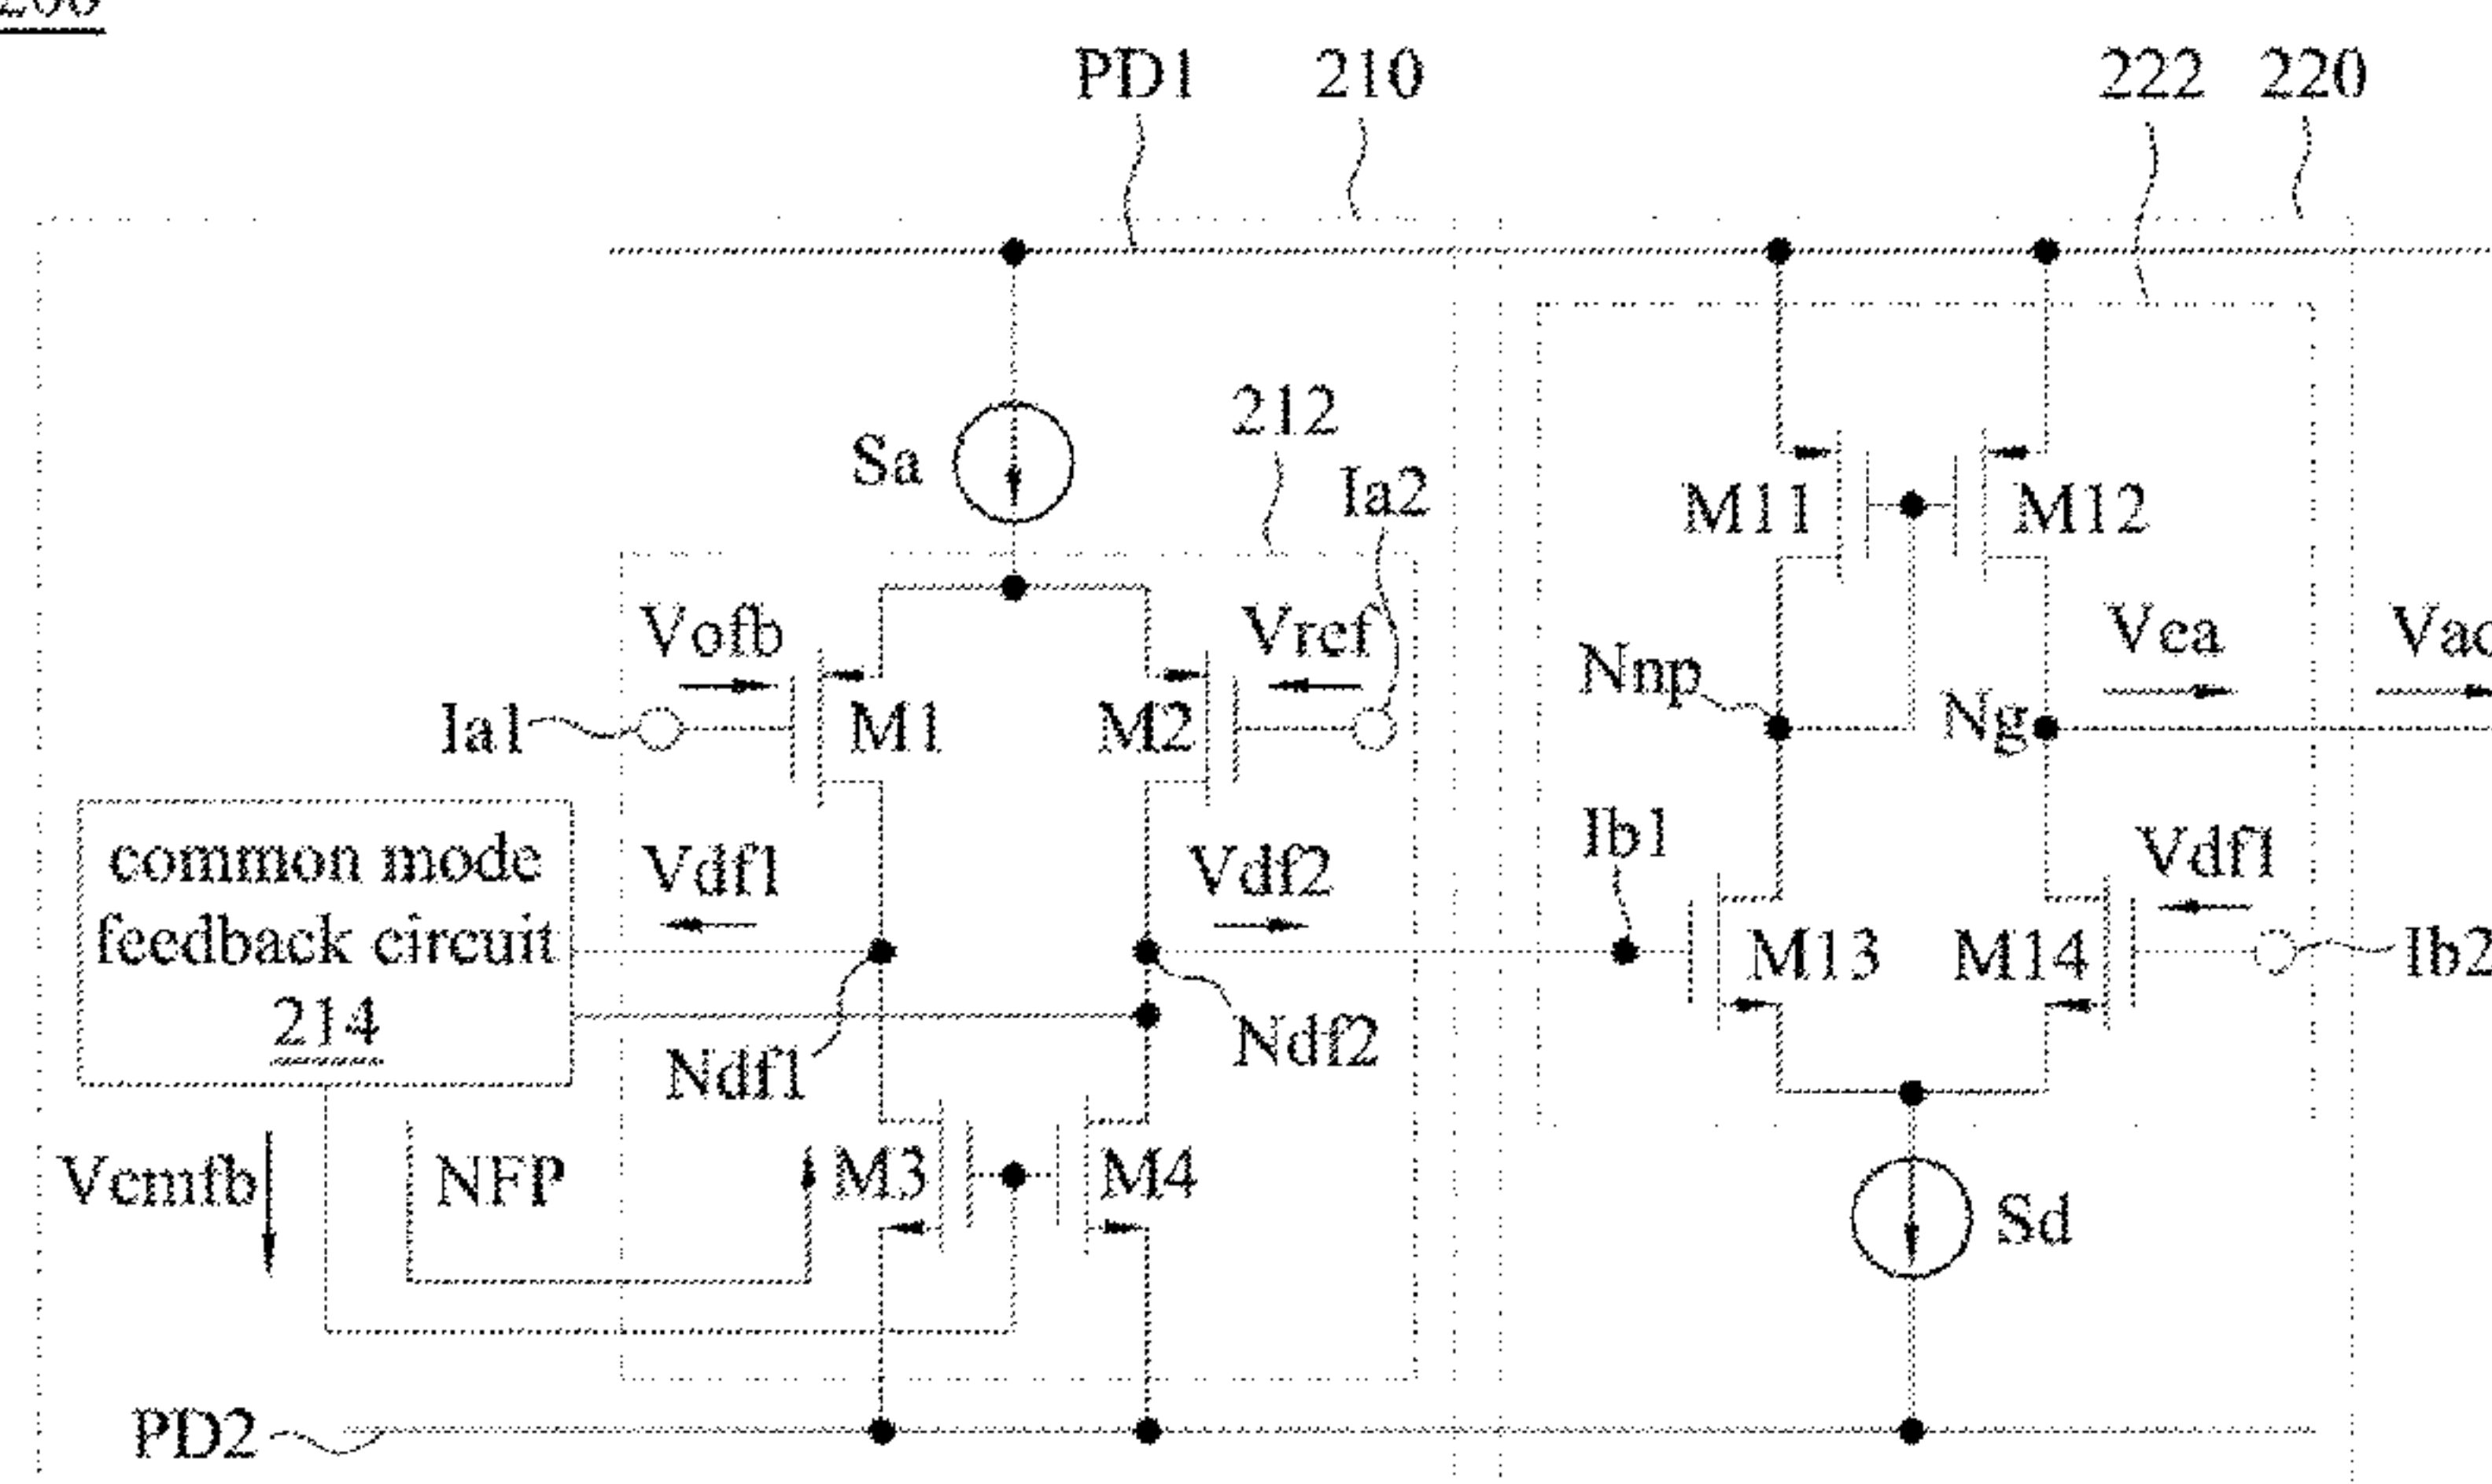 PD1 210 222 220
212
Sa
Ia2
M11 M12
Vofb Vref
Vea
Nnp
Ia1 M1 M2 Ng
common mode
feedback circuit
214
Vdf1 Vdf2
Ib1 Vdf1
M13 M14 Ib2
Ndf1 Ndf2
Vcmfb NFP M3 M4
Sd
PD2